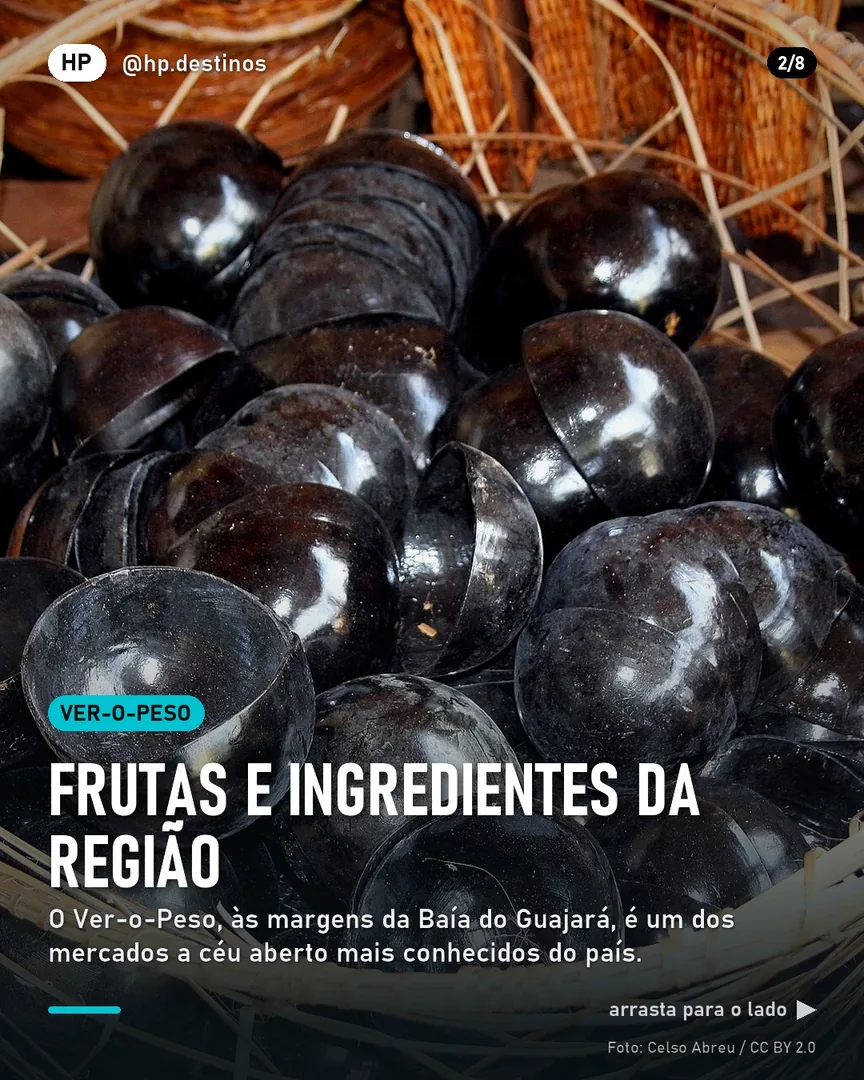 HP @hp.destinos
2/8
VER-O-PESO
FRUTAS E INGREDIENTES DA
REGIÃO
O Ver-o-Peso, às margens da Baía do Guajará, é um dos
mercados a céu aberto mais conhecidos do país.
arrasta para o lado ▶
Foto: Celso Abreu / CC BY 2.0